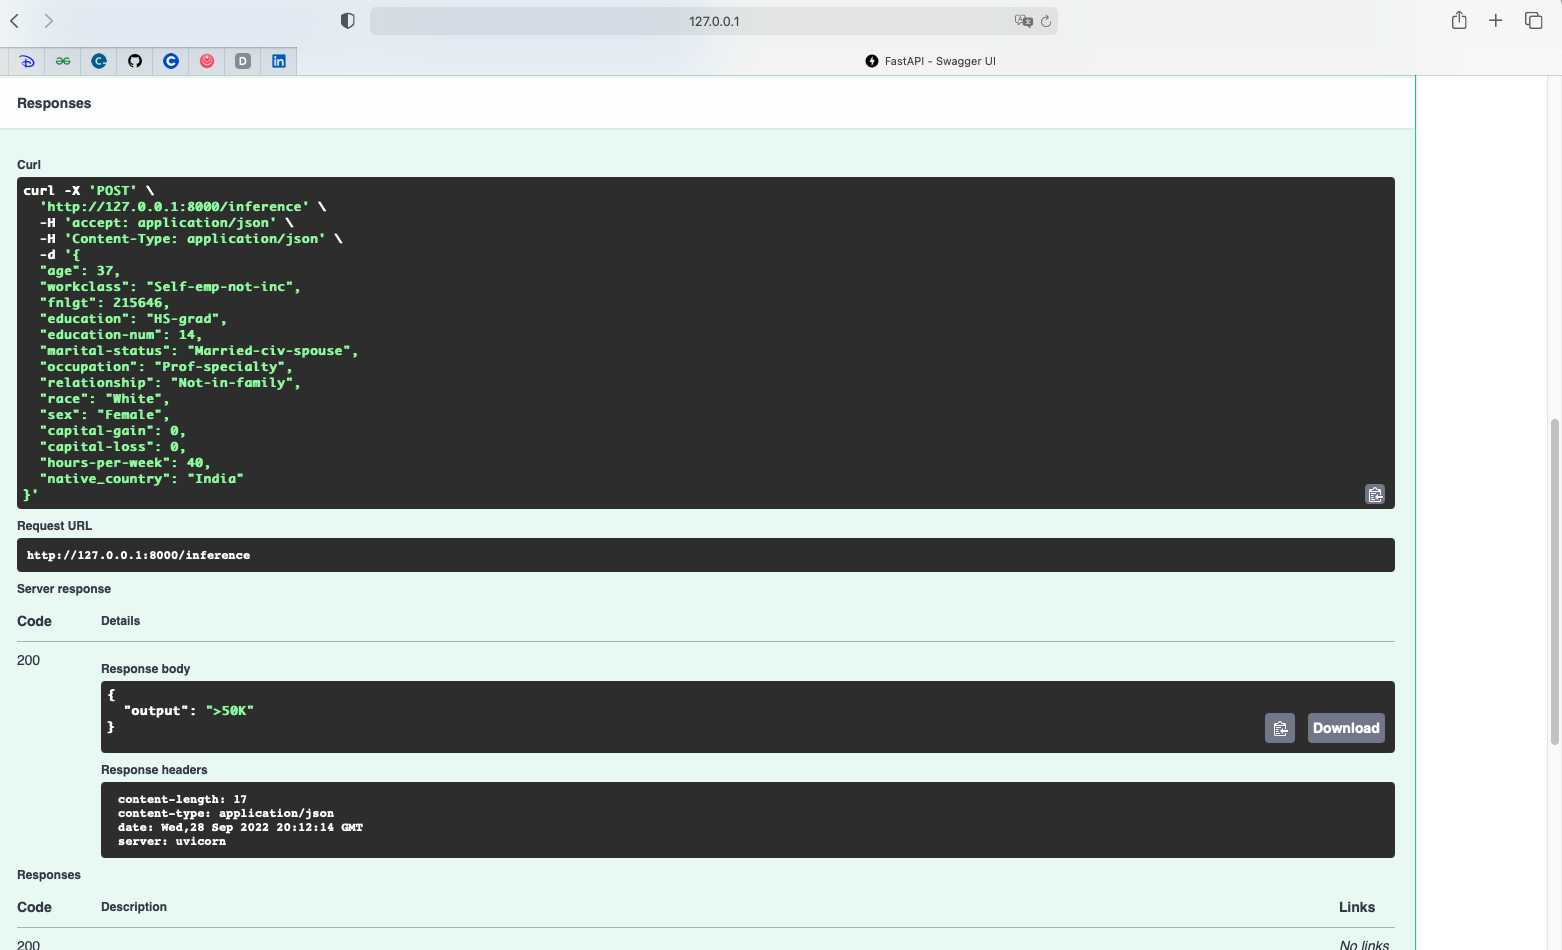 127.0.0.1
FastAPI - Swagger UI
Responses
Curl
curl -X 'POST' \
'http://127.0.0.1:8000/inference' \
-H 'accept: application/json' \
-H 'Content-Type: application/json' \
-d '{
"age": 37,
"workclass": "Self-emp-not-inc",
"fnlgt": 215646,
"education": "HS-grad",
"education-num": 14,
"marital-status": "Married-civ-spouse",
"occupation": "Prof-specialty",
"relationship": "Not-in-family",
"race": "White",
"sex": "Female",
"capital-gain": 0,
"capital-loss": 0,
"hours-per-week": 40,
"native_country": "India"
}'
Request URL
http://127.0.0.1:8000/inference
Server response
Code Details
200
Response body
{
"output": ">50K"
}
Download
Response headers
content-length: 17
content-type: application/json
date: Wed,28 Sep 2022 20:12:14 GMT
server: uvicorn
Responses
Code Description Links
200 No links